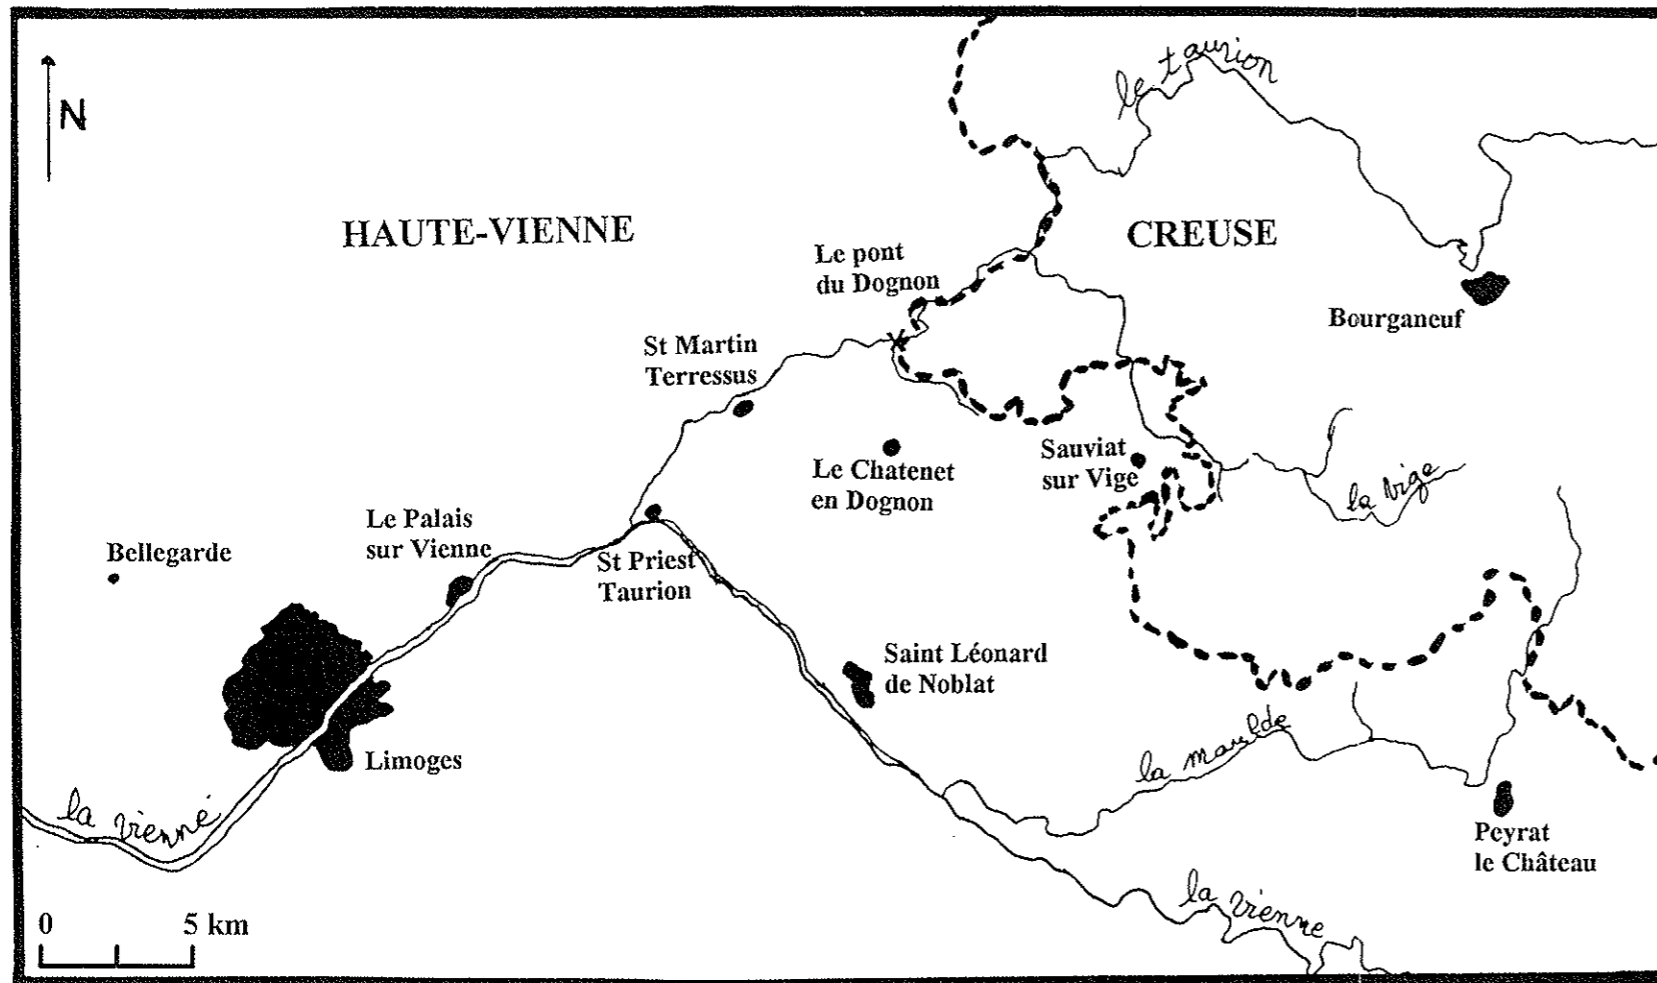 le taurion
N
HAUTE-VIENNE
CREUSE
Le pont
du Dognon
Bourganeuf
St Martin
Terressus
Sauviat
sur Vige
Le Chatenet
en Dognon
la vige
Le Palais
sur Vienne
Bellegarde
St Priest
Taurion
Saint Léonard
de Noblat
Limoges
la maulde
la vienne
Peyrat
le Château
la vienne
0 5 km